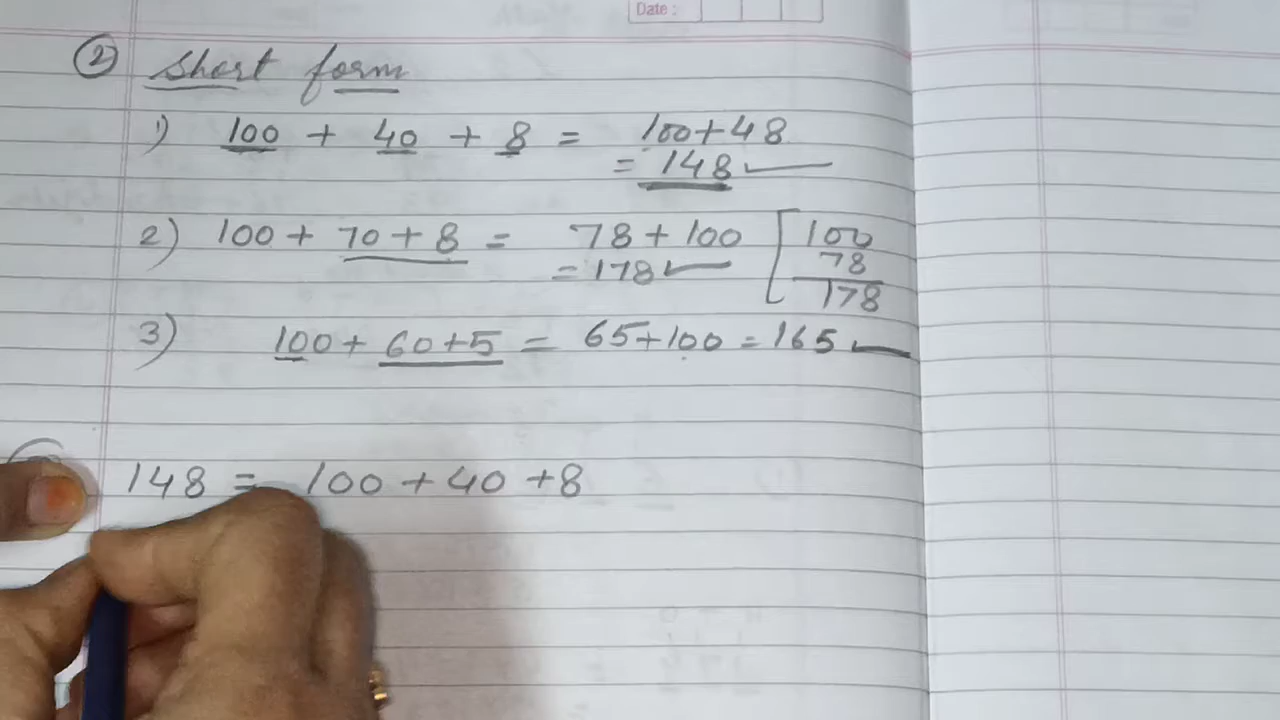 Date :
② Short form
1) 100 + 40 + 8 = 100+48
= 148
2) 100 + 70 + 8 = 78 + 100
= 178
100
78
178
3) 100 + 60+5 = 65+100 = 165
148 = 100 + 40 +8